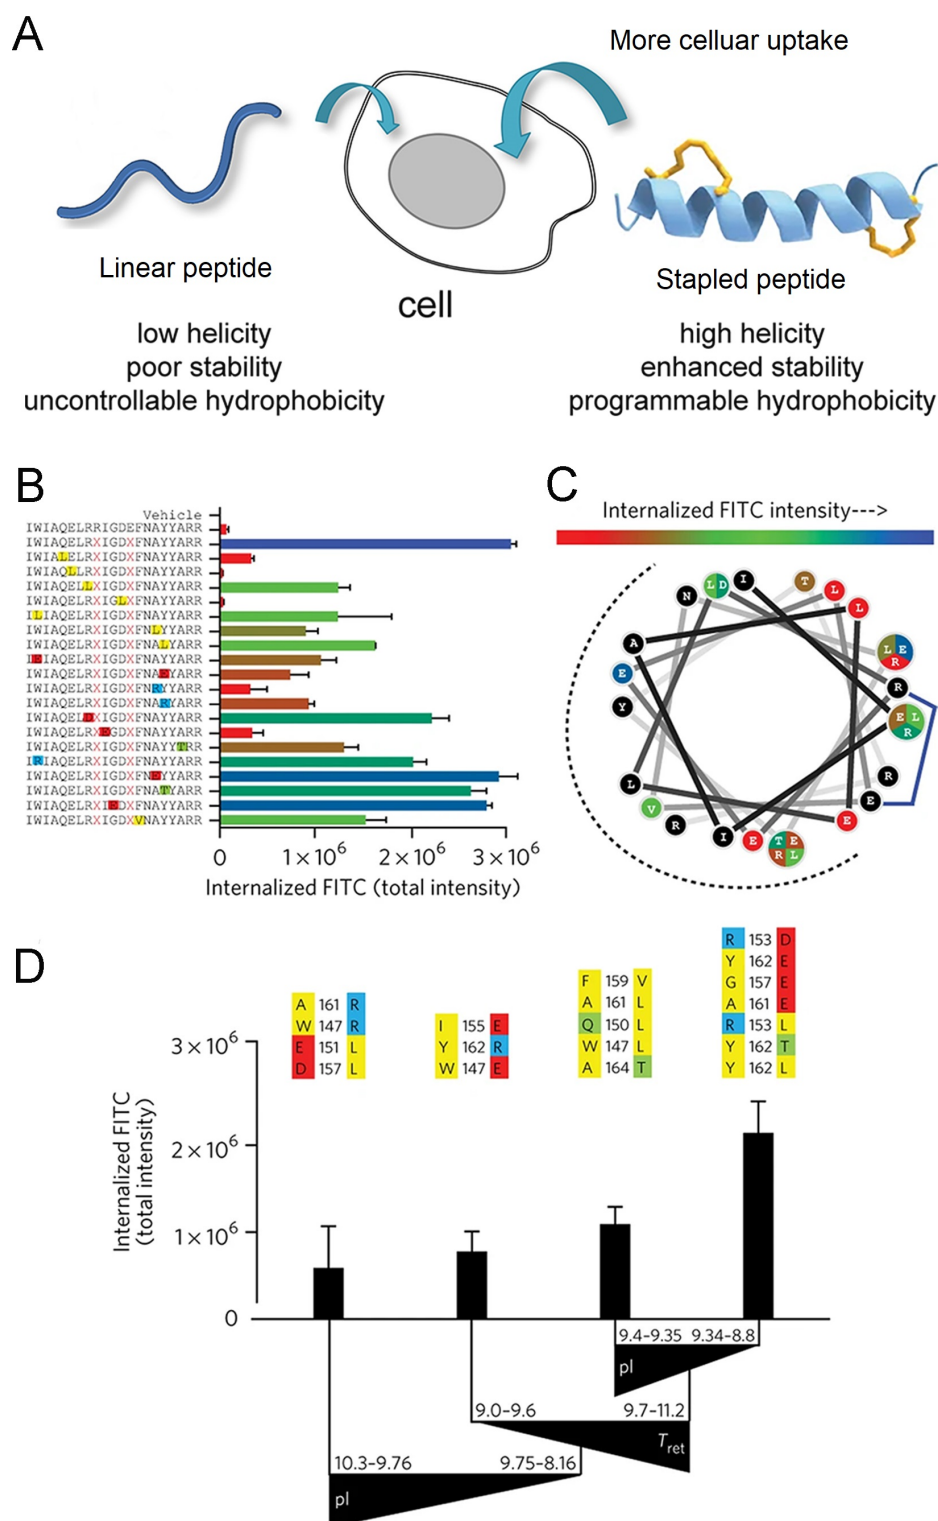 A
More celluar uptake
Linear peptide
cell
Stapled peptide
low helicity
poor stability
uncontrollable hydrophobicity
high helicity
enhanced stability
programmable hydrophobicity
B
Vehicle
IWIAQELRRIGDEFNAYYARR
IWIAQELRXIGDXFNAYYARR
IWIALELRXIGDXFNAYYARR
IWIAQLLRXIGDXFNAYYARR
IWIAQELLXIGDXFNAYYARR
IWIAQELRXIGLXFNAYYARR
ILIAQELRXIGDXFNAYYARR
IWIAQELRXIGDXFNLYYARR
IWIAQELRXIGDXFNALYARR
IEIAQELRXIGDXFNAYYARR
IWIAQELRXIGDXFNAEYARR
IWIAQELRXIGDXFNRYYARR
IWIAQELRXIGDXFNARYARR
IWIAQELDXIGDXFNAYYARR
IWIAQELRXEGDXFNAYYARR
IWIAQELRXIGDXFNAYYTRR
IRIAQELRXIGDXFNAYYARR
IWIAQELRXIGDXFNEYYARR
IWIAQELRXIGDXFNATYARR
IWIAQELRXIEDXFNAYYARR
IWIAQELRXIGDXVNAYYARR
0 1×10⁶ 2×10⁶ 3×10⁶
Internalized FITC (total intensity)
C
Internalized FITC intensity--->
L D I T L
N L
A L E R
E R
Y E L R
L R
V E
R E
I E T E R L
D
R 153 D
Y 162 E
G 157 E
A 161 E
R 153 L
Y 162 T
Y 162 L
F 159 V
A 161 L
Q 150 L
W 147 L
A 164 T
A 161 R
W 147 R
E 151 L
D 157 L
I 155 E
Y 162 R
W 147 E
Internalized FITC
(total intensity)
3×10⁶
2×10⁶
1×10⁶
0
9.4–9.35 9.34–8.8
pI
9.0–9.6 9.7–11.2
Tret
10.3–9.76 9.75–8.16
pI